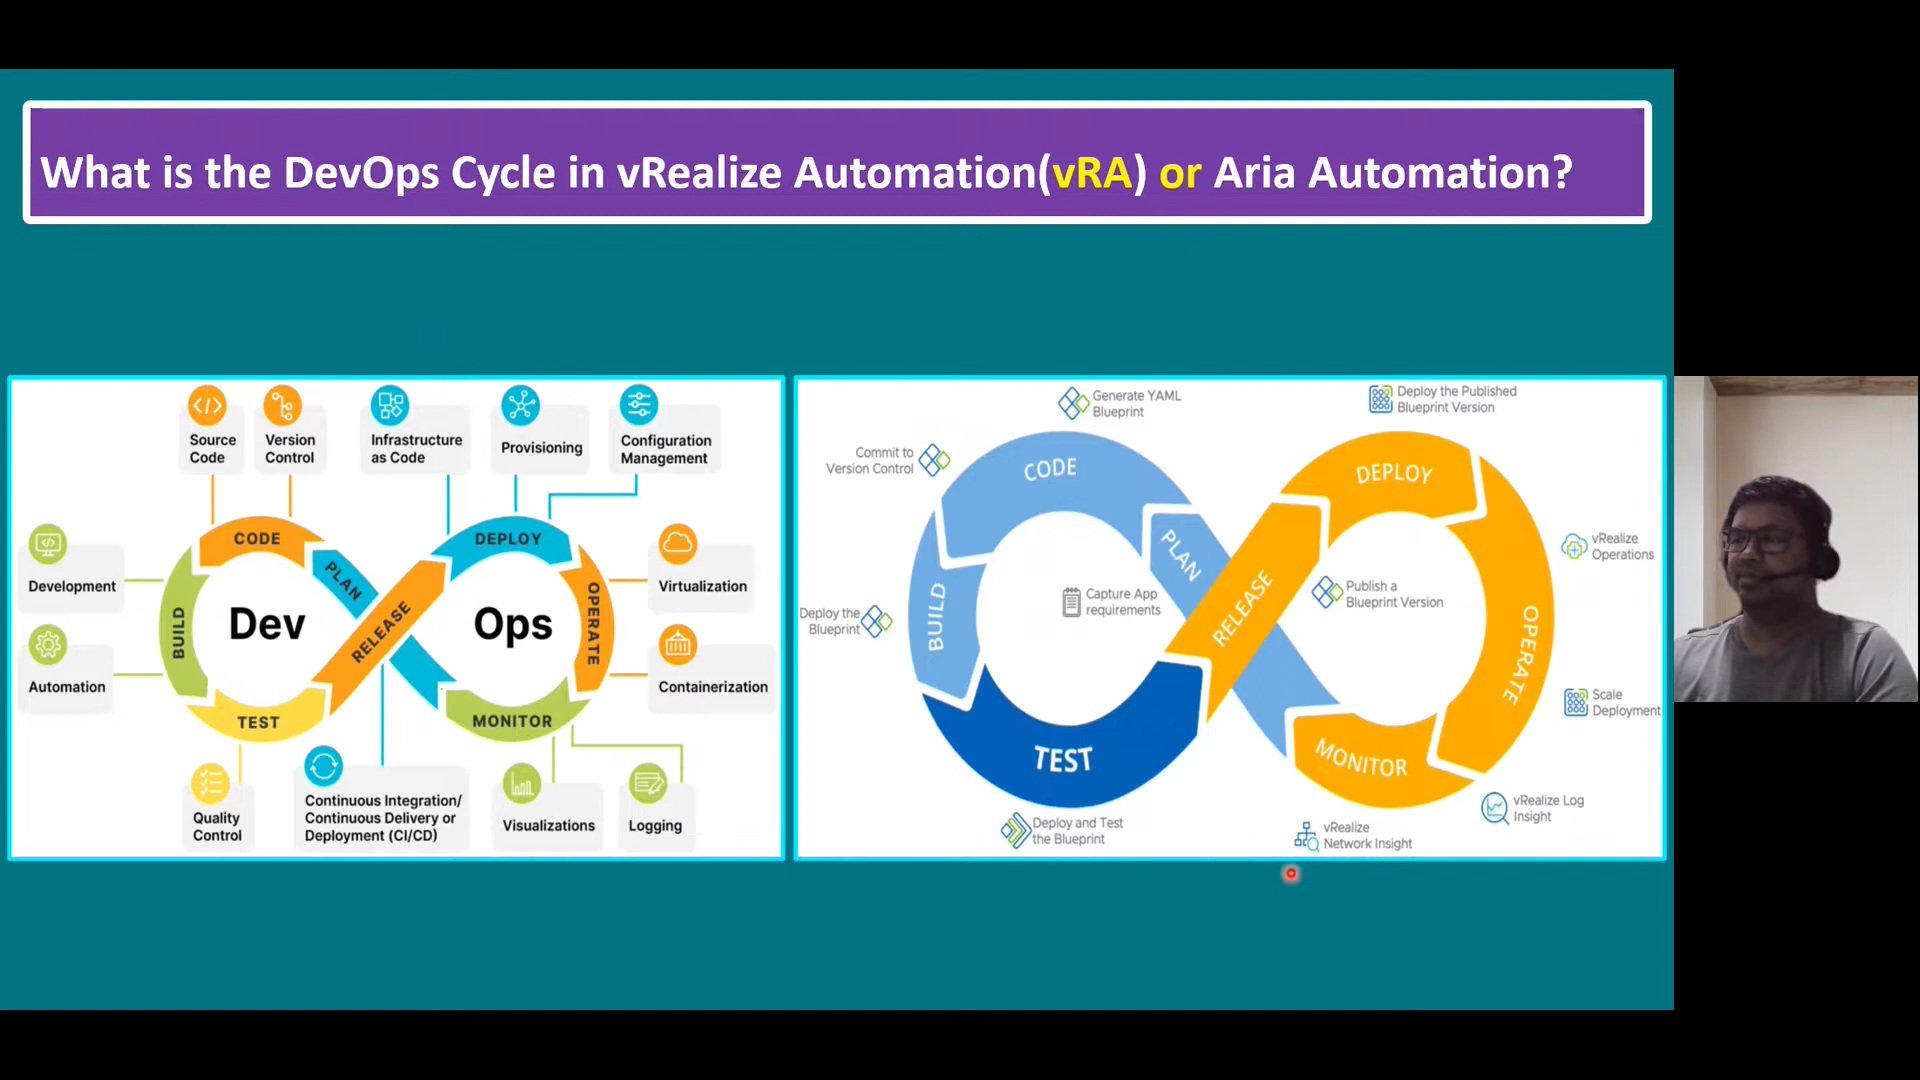 What is the DevOps Cycle in vRealize Automation(vRA) or Aria Automation?
Source
Code
Version
Control
Infrastructure
as Code
Provisioning
Configuration
Management
Development
Automation
CODE
PLAN
DEPLOY
OPERATE
BUILD
Dev
Ops
RELEASE
TEST
MONITOR
Virtualization
Containerization
Quality
Control
Continuous Integration/
Continuous Delivery or
Deployment (CI/CD)
Visualizations
Logging
Generate YAML
Blueprint
Deploy the Published
Blueprint Version
Commit to
Version Control
CODE
DEPLOY
PLAN
vRealize
Operations
Deploy the
Blueprint
BUILD
Capture App
requirements
RELEASE
Publish a
Blueprint Version
OPERATE
Scale
Deployment
TEST
MONITOR
vRealize Log
Insight
Deploy and Test
the Blueprint
vRealize
Network Insight